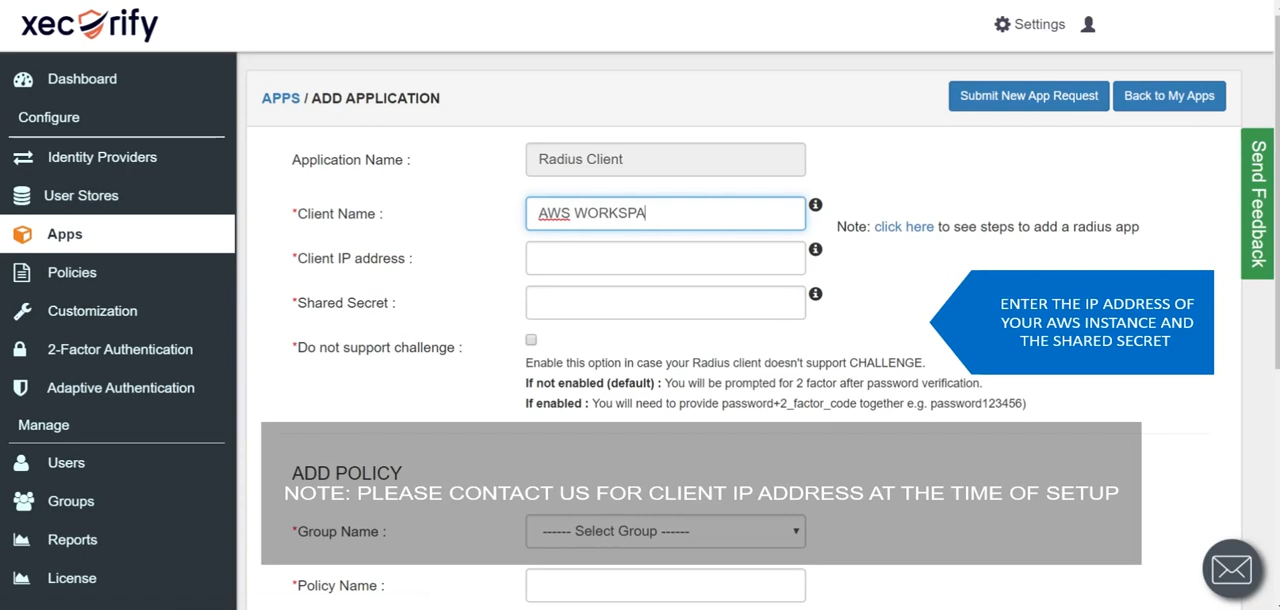 xecurify
Settings
Dashboard
Configure
Identity Providers
User Stores
Apps
Policies
Customization
2-Factor Authentication
Adaptive Authentication
Manage
Users
Groups
Reports
License
APPS / ADD APPLICATION
Submit New App Request
Back to My Apps
Application Name :
Radius Client
*Client Name :
AWS WORKSPA
Note: click here to see steps to add a radius app
*Client IP address :
*Shared Secret :
ENTER THE IP ADDRESS OF
YOUR AWS INSTANCE AND
THE SHARED SECRET
*Do not support challenge :
Enable this option in case your Radius client doesn't support CHALLENGE.
If not enabled (default) : You will be prompted for 2 factor after password verification.
If enabled : You will need to provide password+2_factor_code together e.g. password123456)
ADD POLICY
NOTE: PLEASE CONTACT US FOR CLIENT IP ADDRESS AT THE TIME OF SETUP
*Group Name :
------ Select Group ------
*Policy Name :
Send Feedback